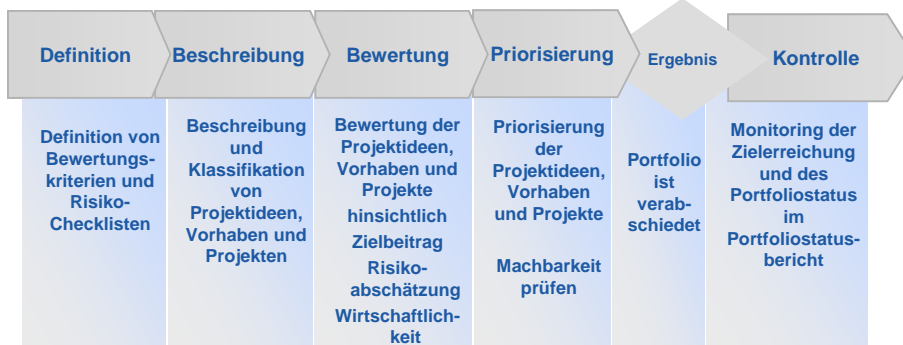 Definition
Beschreibung
Bewertung
Priorisierung
Ergebnis
Kontrolle
Definition von
Bewertungs-
kriterien und
Risiko-
Checklisten
Beschreibung
und
Klassifikation
von
Projektideen,
Vorhaben und
Projekten
Bewertung der
Projektideen,
Vorhaben und
Projekte
hinsichtlich
Zielbeitrag
Risiko-
abschätzung
Wirtschaftlich-
keit
Priorisierung
der
Projektideen,
Vorhaben
und Projekte
Machbarkeit
prüfen
Portfolio
ist
verab-
schiedet
Monitoring der
Zielerreichung
und des
Portfoliostatus
im
Portfoliostatus-
bericht